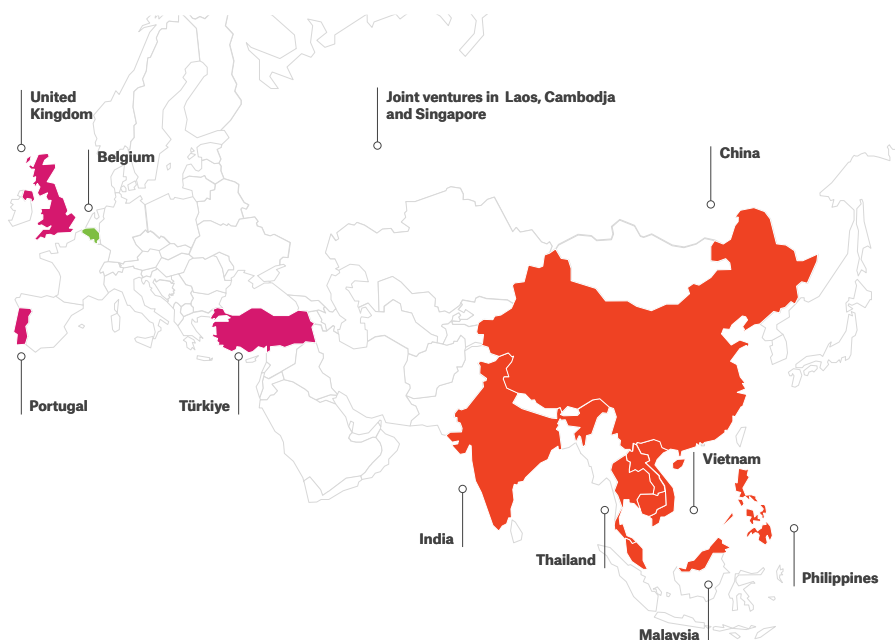 United
Kingdom
Joint ventures in Laos, Cambodja
and Singapore
Belgium
China
Portugal
Türkiye
Vietnam
India
Thailand
Philippines
Malaysia